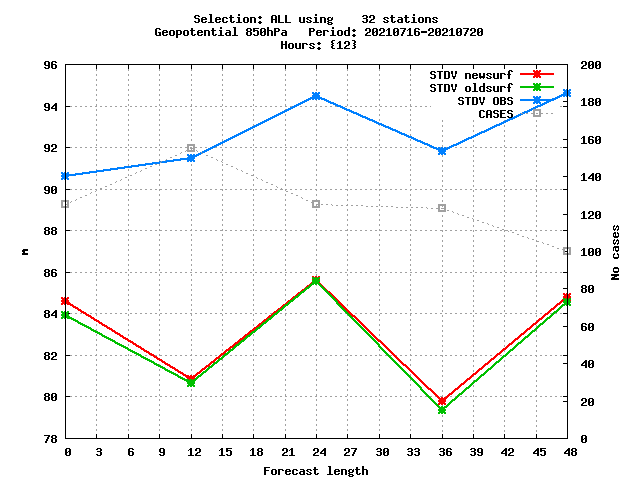 Selection: ALL using    32 stations
Geopotential 850hPa   Period: 20210716-20210720
Hours: {12}
STDV newsurf
STDV oldsurf
STDV OBS
CASES
96
94
92
90
88
86
84
82
80
78
m
200
180
160
140
120
100
80
60
40
20
0
No cases
0 3 6 9 12 15 18 21 24 27 30 33 36 39 42 45 48
Forecast length